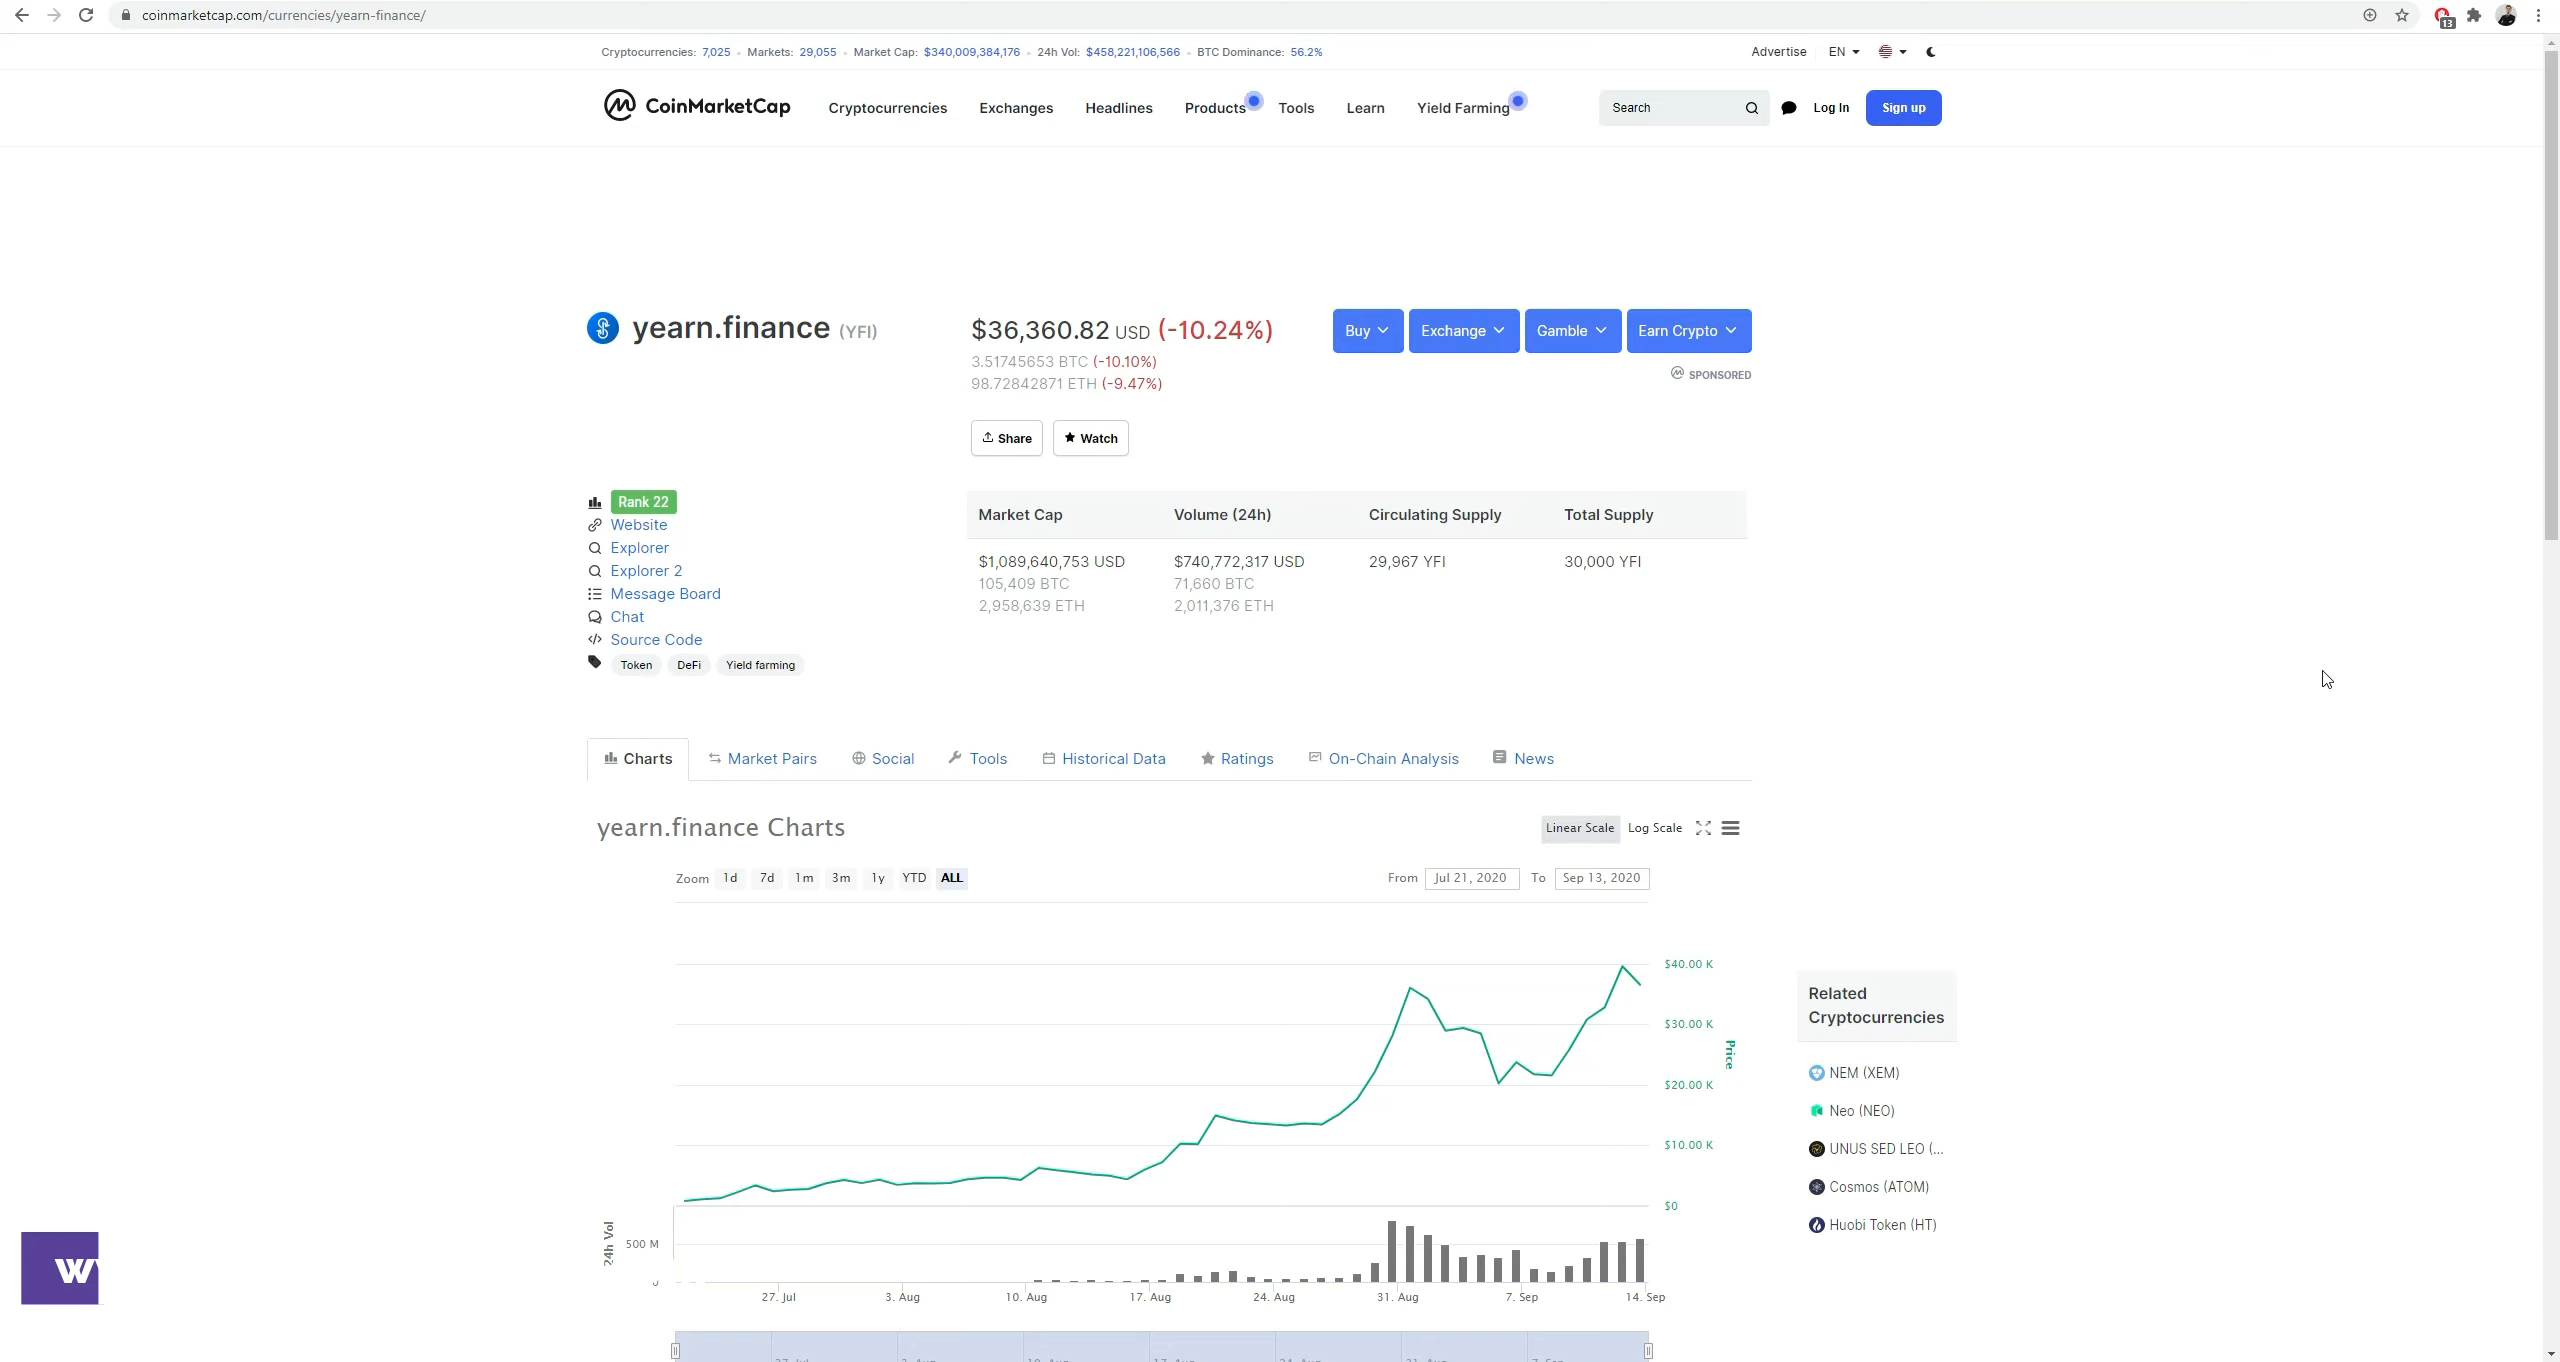 coinmarketcap.com/currencies/yearn-finance/
13
Cryptocurrencies: 7,025 • Markets: 29,055 • Market Cap: $340,009,384,176 • 24h Vol: $458,221,106,566 • BTC Dominance: 56.2%
Advertise EN
CoinMarketCap Cryptocurrencies Exchanges Headlines Products Tools Learn Yield Farming Search Log In Sign up
yearn.finance (YFI)
$36,360.82 USD (-10.24%)
3.51745653 BTC (-10.10%)
98.72842871 ETH (-9.47%)
Buy Exchange Gamble Earn Crypto
SPONSORED
Share Watch
Rank 22
Website
Explorer
Explorer 2
Message Board
Chat
Source Code
Token DeFi Yield farming
Market Cap Volume (24h) Circulating Supply Total Supply
$1,089,640,753 USD $740,772,317 USD 29,967 YFI 30,000 YFI
105,409 BTC 71,660 BTC
2,958,639 ETH 2,011,376 ETH
Charts Market Pairs Social Tools Historical Data Ratings On-Chain Analysis News
yearn.finance Charts
Linear Scale Log Scale
Zoom 1d 7d 1m 3m 1y YTD ALL
From Jul 21, 2020 To Sep 13, 2020
$40.00 K
$30.00 K
$20.00 K
$10.00 K
$0
Price
24h Vol
500 M
0
27. Jul 3. Aug 10. Aug 17. Aug 24. Aug 31. Aug 7. Sep 14. Sep
Related
Cryptocurrencies
NEM (XEM)
Neo (NEO)
UNUS SED LEO (...
Cosmos (ATOM)
Huobi Token (HT)
W